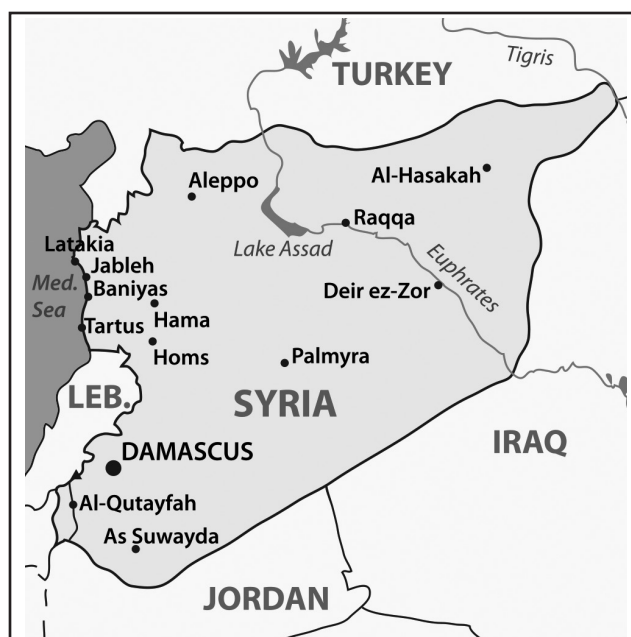 Tigris
TURKEY
Aleppo
Al-Hasakah
Raqqa
Lake Assad
Latakia
Jableh
Med.
Sea
Baniyas
Euphrates
Deir ez-Zor
Hama
Tartus
Homs
Palmyra
LEB.
SYRIA
IRAQ
DAMASCUS
Al-Qutayfah
As Suwayda
JORDAN